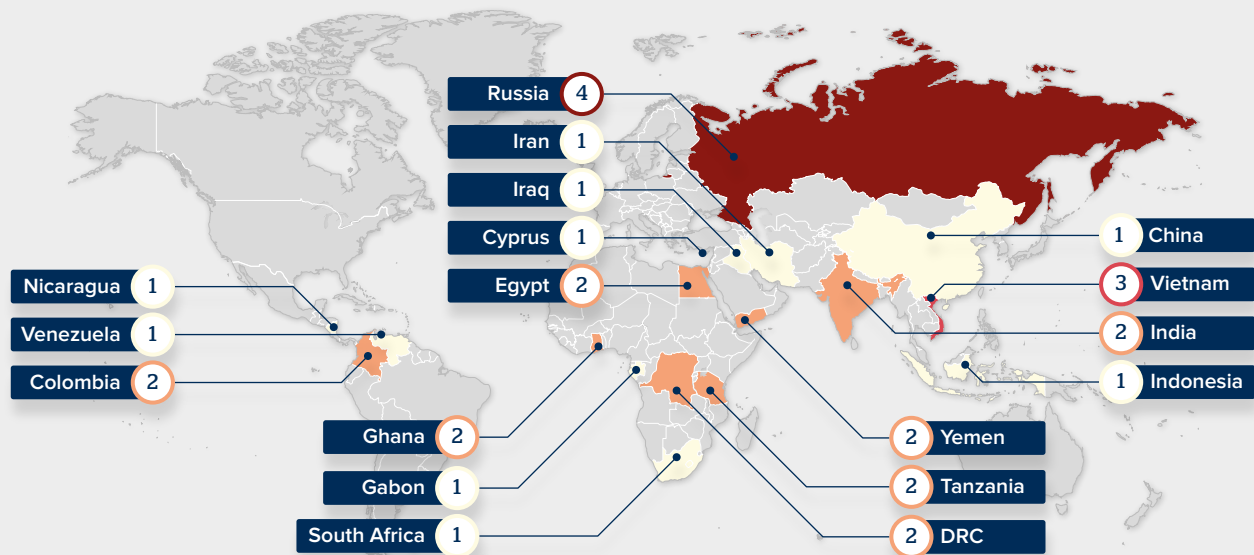 Russia 4
Iran 1
Iraq 1
Cyprus 1
Egypt 2
Nicaragua 1
Venezuela 1
Colombia 2
Ghana 2
Gabon 1
South Africa 1
1 China
3 Vietnam
2 India
1 Indonesia
2 Yemen
2 Tanzania
2 DRC